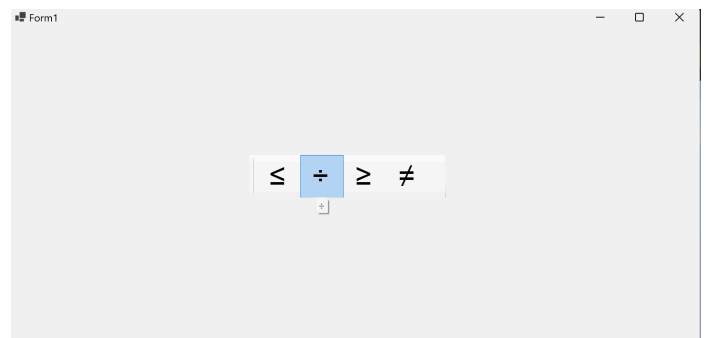 Form1
≤ ÷ ≥ ≠
÷